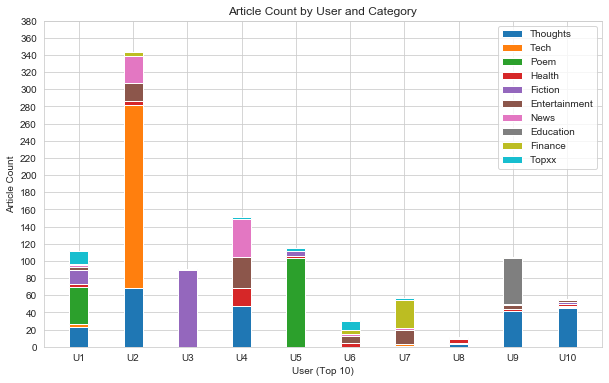 Article Count by User and Category
Article Count
380
360
340
320
300
280
260
240
220
200
180
160
140
120
100
80
60
40
20
0
Thoughts
Tech
Poem
Health
Fiction
Entertainment
News
Education
Finance
Topxx
U1 U2 U3 U4 U5 U6 U7 U8 U9 U10
User (Top 10)